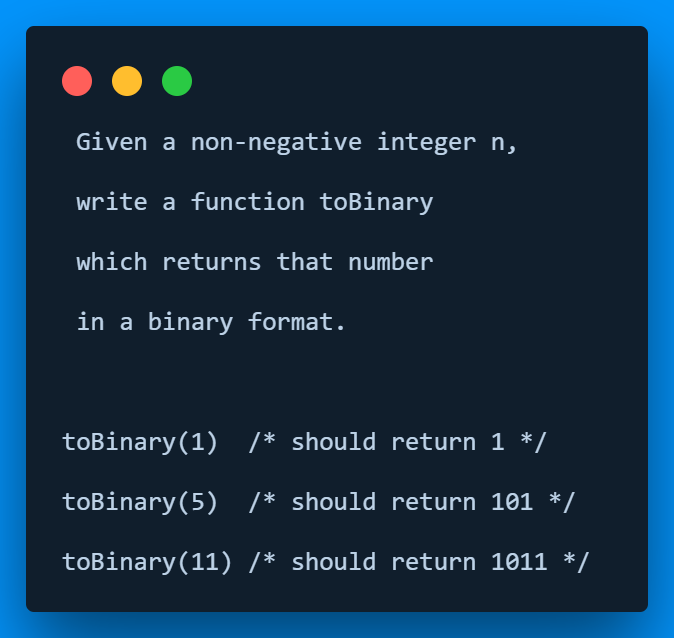 Given a non-negative integer n,
write a function toBinary
which returns that number
in a binary format.
toBinary(1)  /* should return 1 */
toBinary(5)  /* should return 101 */
toBinary(11) /* should return 1011 */